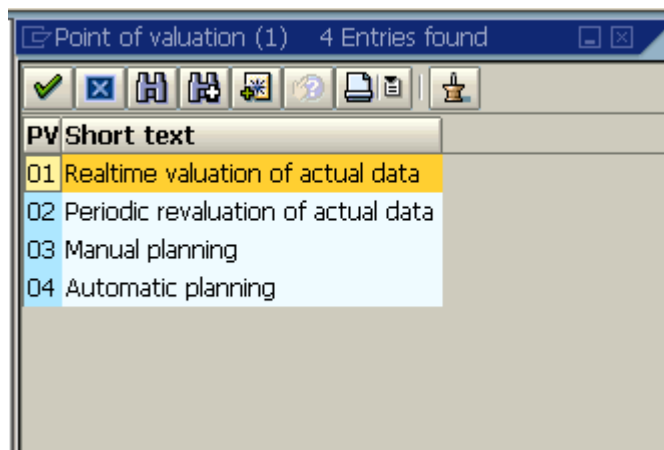 Point of valuation (1) 4 Entries found
PV Short text
01 Realtime valuation of actual data
02 Periodic revaluation of actual data
03 Manual planning
04 Automatic planning